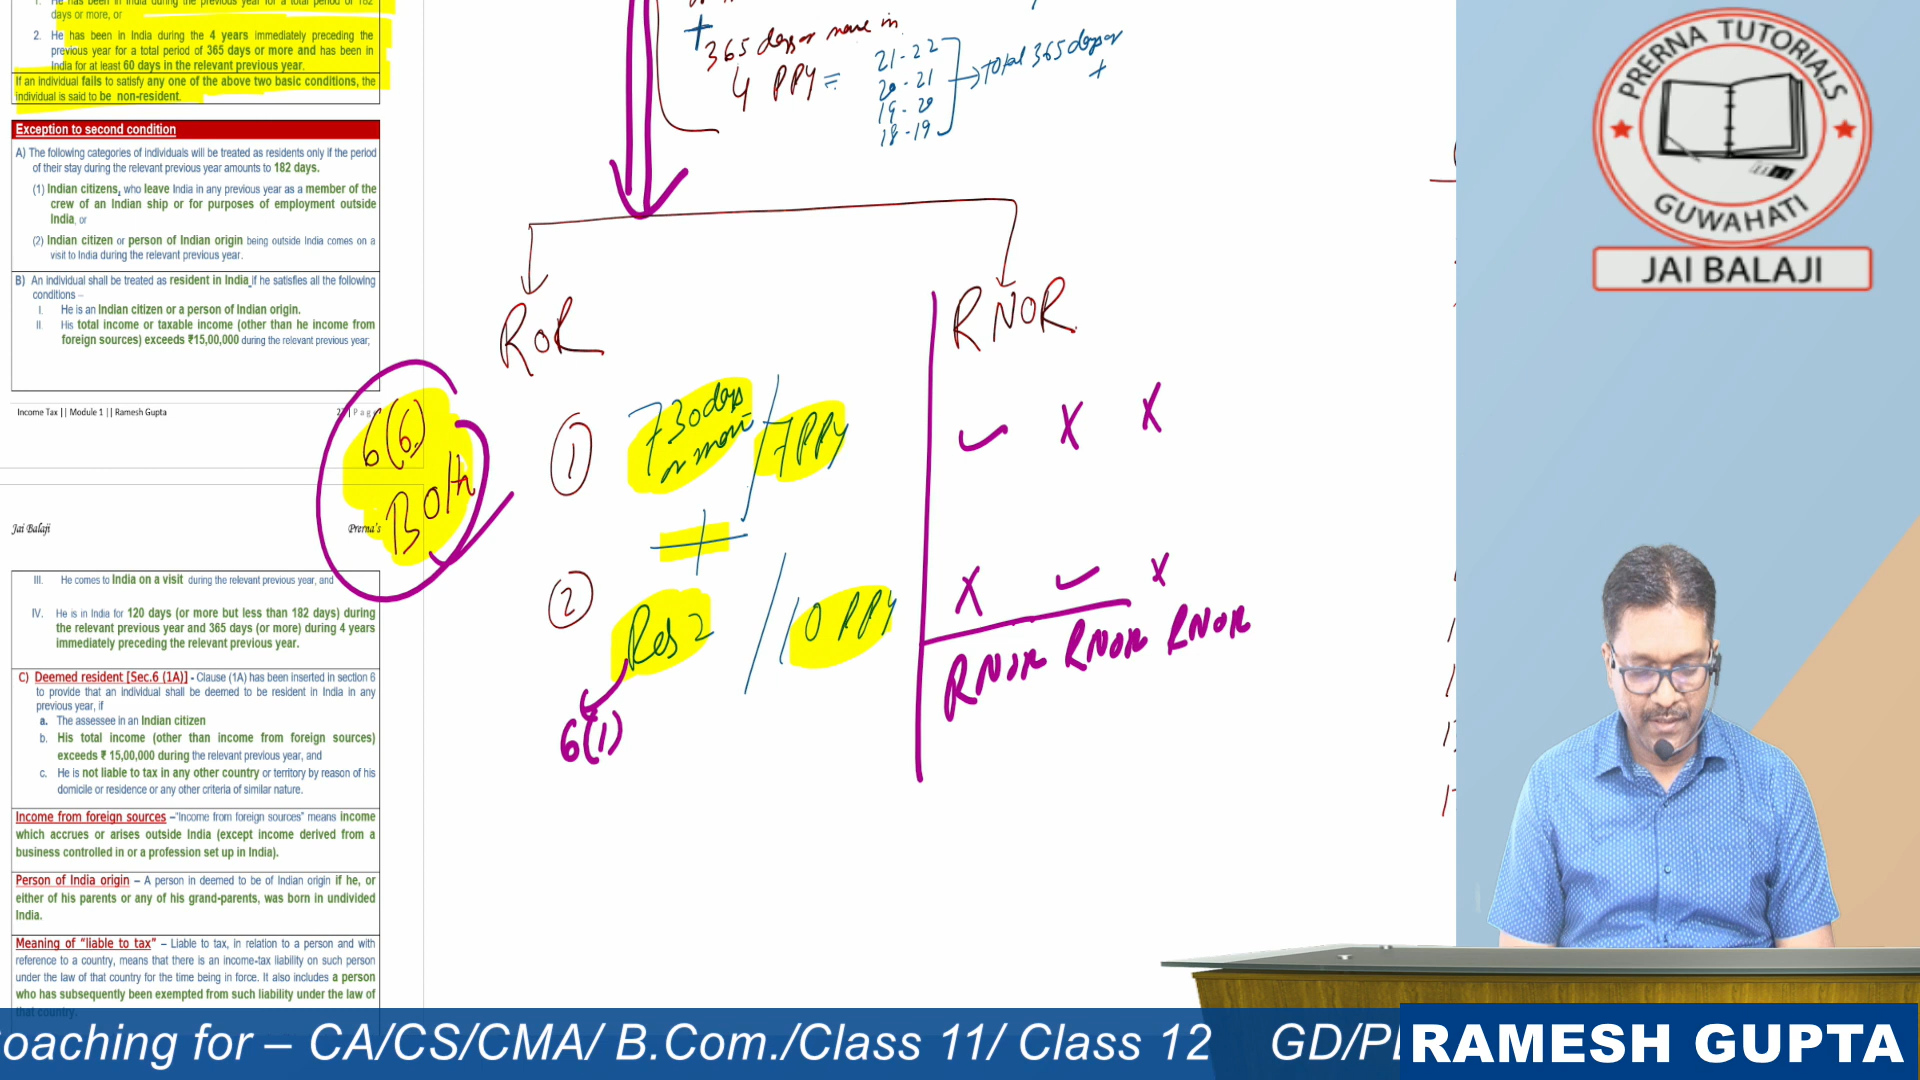 1. He has been in India during the previous year for a total period of 182
days or more, or
2. He has been in India during the 4 years immediately preceding the
previous year for a total period of 365 days or more and has been in
India for at least 60 days in the relevant previous year.
If an individual fails to satisfy any one of the above two basic conditions, the
individual is said to be non-resident.
Exception to second condition
A) The following categories of individuals will be treated as residents only if the period
of their stay during the relevant previous year amounts to 182 days.
(1) Indian citizens, who leave India in any previous year as a member of the
crew of an Indian ship or for purposes of employment outside
India, or
(2) Indian citizen or person of Indian origin being outside India comes on a
visit to India during the relevant previous year.
B) An individual shall be treated as resident in India if he satisfies all the following
conditions –
I. He is an Indian citizen or a person of Indian origin.
II. His total income or taxable income (other than he income from
foreign sources) exceeds ₹15,00,000 during the relevant previous year;
Income Tax || Module 1 || Ramesh Gupta
Jai Balaji Prerna's
III. He comes to India on a visit during the relevant previous year, and
IV. He is in India for 120 days (or more but less than 182 days) during
the relevant previous year and 365 days (or more) during 4 years
immediately preceding the relevant previous year.
C) Deemed resident [Sec.6 (1A)] - Clause (1A) has been inserted in section 6
to provide that an individual shall be deemed to be resident in India in any
previous year, if
a. The assessee in an Indian citizen
b. His total income (other than income from foreign sources)
exceeds ₹ 15,00,000 during the relevant previous year, and
c. He is not liable to tax in any other country or territory by reason of his
domicile or residence or any other criteria of similar nature.
Income from foreign sources –"Income from foreign sources" means income
which accrues or arises outside India (except income derived from a
business controlled in or a profession set up in India).
Person of India origin – A person in deemed to be of Indian origin if he, or
either of his parents or any of his grand-parents, was born in undivided
India.
Meaning of "liable to tax" – Liable to tax, in relation to a person and with
reference to a country, means that there is an income-tax liability on such person
under the law of that country for the time being in force. It also includes a person
who has subsequently been exempted from such liability under the law of
that country.
+
365 days or more in
4 PPY =
21-22
20-21
19-20
18-19
Total 365 days or
+
ROR
RNOR
6(6)
Both
1
730 days
or more
/ 7 PPY
✓ X X
+
2
Res 2 / 10 PPY
X ✓ X
RNOR RNOR RNOR
6(1)
PRERNA TUTORIALS
GUWAHATI
JAI BALAJI
oaching for – CA/CS/CMA/ B.Com./Class 11/ Class 12 GD/P
RAMESH GUPTA